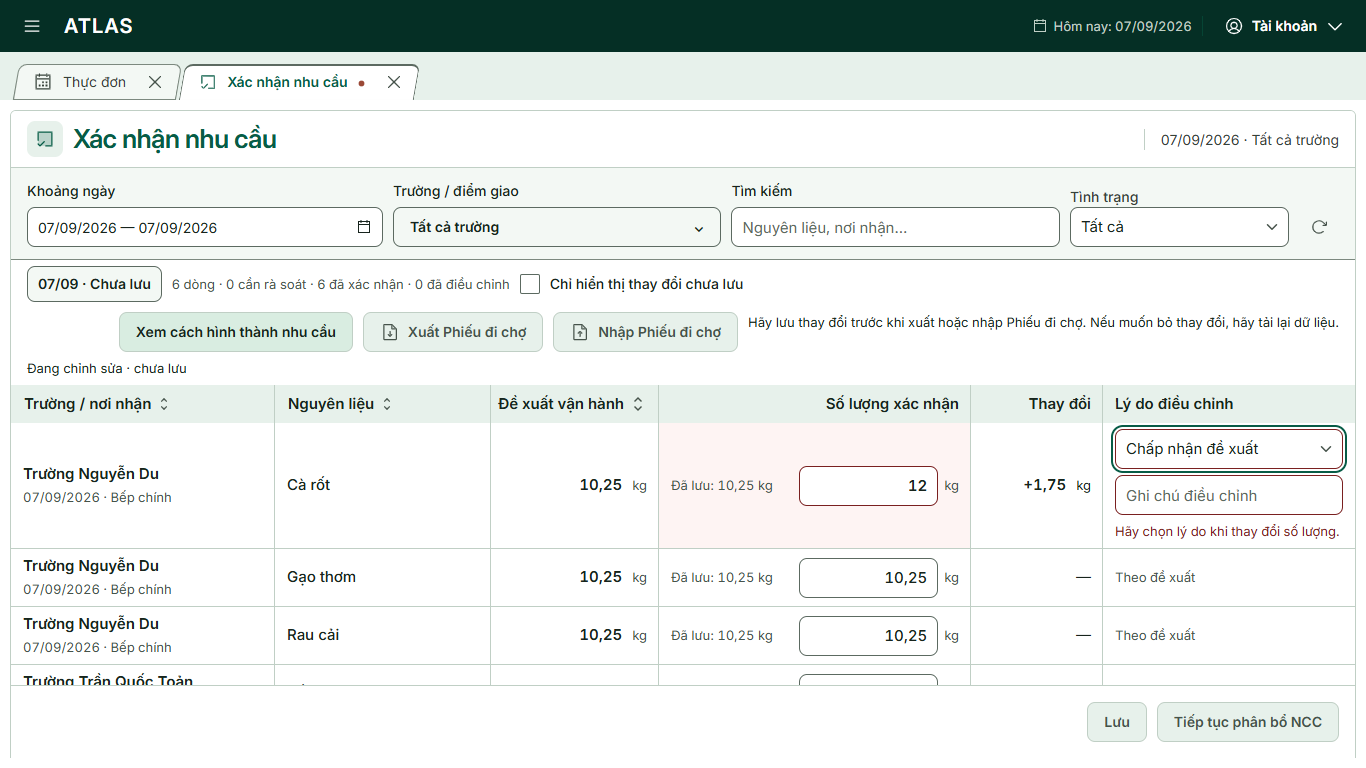 ATLAS
Hôm nay: 07/09/2026
Tài khoản
Thực đơn
Xác nhận nhu cầu
Xác nhận nhu cầu
07/09/2026 · Tất cả trường
Khoảng ngày
Trường / điểm giao
Tìm kiếm
Tình trạng
07/09/2026 — 07/09/2026
Tất cả trường
Nguyên liệu, nơi nhận...
Tất cả
07/09 · Chưa lưu
6 dòng · 0 cần rà soát · 6 đã xác nhận · 0 đã điều chỉnh
Chỉ hiển thị thay đổi chưa lưu
Xem cách hình thành nhu cầu
Xuất Phiếu đi chợ
Nhập Phiếu đi chợ
Hãy lưu thay đổi trước khi xuất hoặc nhập Phiếu đi chợ. Nếu muốn bỏ thay đổi, hãy tải lại dữ liệu.
Đang chỉnh sửa · chưa lưu
Trường / nơi nhận
Nguyên liệu
Đề xuất vận hành
Số lượng xác nhận
Thay đổi
Lý do điều chỉnh
Trường Nguyễn Du
07/09/2026 · Bếp chính
Cà rốt
10,25 kg
Đã lưu: 10,25 kg
12 kg
+1,75 kg
Chấp nhận đề xuất
Ghi chú điều chỉnh
Hãy chọn lý do khi thay đổi số lượng.
Trường Nguyễn Du
07/09/2026 · Bếp chính
Gạo thơm
10,25 kg
Đã lưu: 10,25 kg
10,25 kg
—
Theo đề xuất
Trường Nguyễn Du
07/09/2026 · Bếp chính
Rau cải
10,25 kg
Đã lưu: 10,25 kg
10,25 kg
—
Theo đề xuất
Trường Trần Quốc Toản
Lưu
Tiếp tục phân bổ NCC